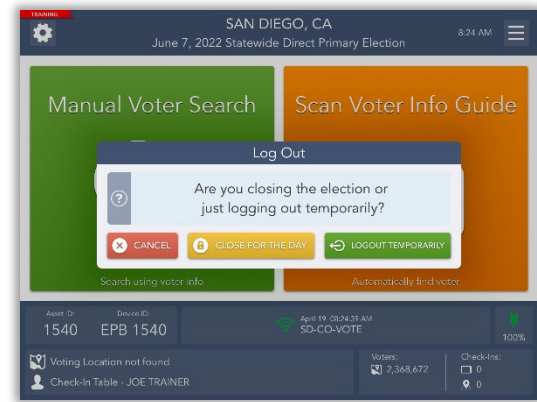 TRAINING
SAN DIEGO, CA
June 7, 2022 Statewide Direct Primary Election
8:24 AM
Manual Voter Search
Scan Voter Info Guide
Log Out
Are you closing the election or
just logging out temporarily?
CANCEL
CLOSE FOR THE DAY
LOGOUT TEMPORARILY
Search using voter info
Automatically find voter
Asset ID:
1540
Device ID:
EPB 1540
April 19 08:24:39 AM
SD-CO-VOTE
100%
Voting Location not found
Check-In Table - JOE TRAINER
Voters:
2,368,672
Check-Ins:
0
0